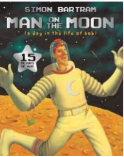 SIMON BARTRAM
MAN ON THE MOON
(a day in the life of Bob)
15